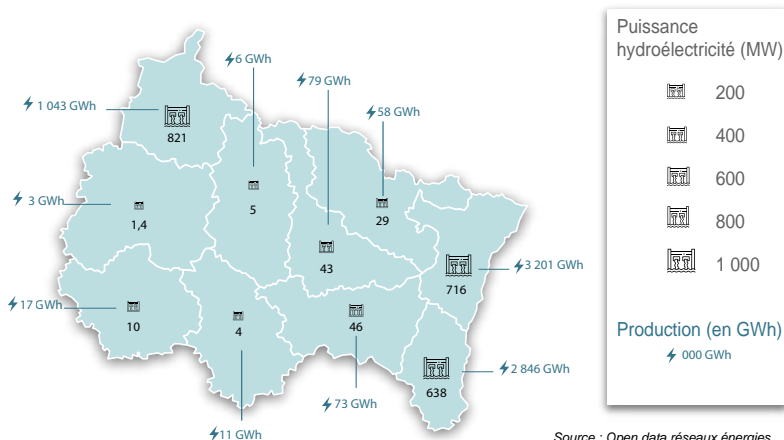 6 GWh
79 GWh
1 043 GWh
58 GWh
821
3 GWh
5
1,4
29
43
3 201 GWh
716
17 GWh
10
4
46
2 846 GWh
638
73 GWh
11 GWh
Puissance
hydroélectricité (MW)
200
400
600
800
1 000
Production (en GWh)
000 GWh
Source : Open data réseaux énergies